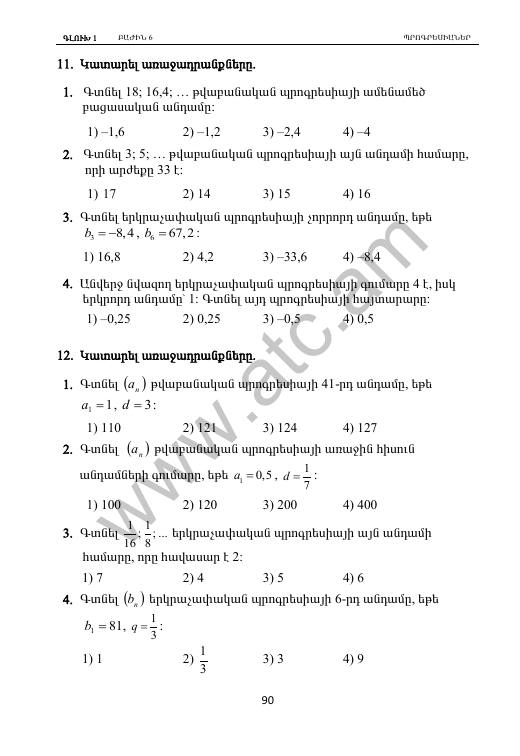 ԳԼՈՒԽ 1 ԲԱԺԻՆ 6 ՊՐՈԳՐԵՍԻԱՆԵՐ
11. Կատարել առաջադրանքները.
1. Գտնել 18; 16,4; … թվաբանական պրոգրեսիայի ամենամեծ
բացասական անդամը:
1) –1,6 2) –1,2 3) –2,4 4) –4
2. Գտնել 3; 5; … թվաբանական պրոգրեսիայի այն անդամի համարը,
որի արժեքը 33 է:
1) 17 2) 14 3) 15 4) 16
3. Գտնել երկրաչափական պրոգրեսիայի չորրորդ անդամը, եթե
b₃ = −8,4 , b₆ = 67,2 :
1) 16,8 2) 4,2 3) –33,6 4) –8,4
4. Անվերջ նվազող երկրաչափական պրոգրեսիայի գումարը 4 է, իսկ
երկրորդ անդամը` 1: Գտնել այդ պրոգրեսիայի հայտարարը:
1) –0,25 2) 0,25 3) –0,5 4) 0,5
12. Կատարել առաջադրանքները.
1. Գտնել (aₙ) թվաբանական պրոգրեսիայի 41-րդ անդամը, եթե
a₁ = 1 , d = 3 :
1) 110 2) 121 3) 124 4) 127
2. Գտնել (aₙ) թվաբանական պրոգրեսիայի առաջին հիսուն
անդամների գումարը, եթե a₁ = 0,5 , d = 1/7 :
1) 100 2) 120 3) 200 4) 400
3. Գտնել 1/16; 1/8; ... երկրաչափական պրոգրեսիայի այն անդամի
համարը, որը հավասար է 2:
1) 7 2) 4 3) 5 4) 6
4. Գտնել (bₙ) երկրաչափական պրոգրեսիայի 6-րդ անդամը, եթե
b₁ = 81, q = 1/3 :
1) 1 2) 1/3 3) 3 4) 9
90
www.atc.am